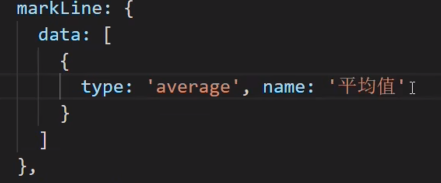 markLine: {
data: [
{
type: 'average', name: '平均值'
}
]
},